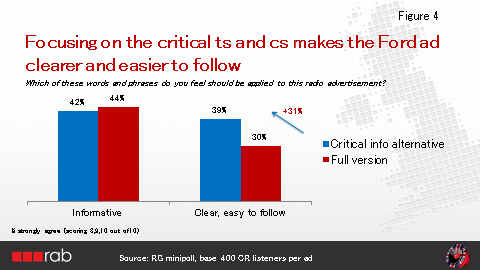 Figure 4
Focusing on the critical ts and cs makes the Ford ad
clearer and easier to follow
Which of these words and phrases do you feel should be applied to this radio advertisement?
42%
44%
39%
30%
+31%
Critical info alternative
Full version
Informative
Clear, easy to follow
% strongly agree (scoring 8,9,10 out of 10)
rab
Source: RG minipoll, base 400 CR listeners per ad